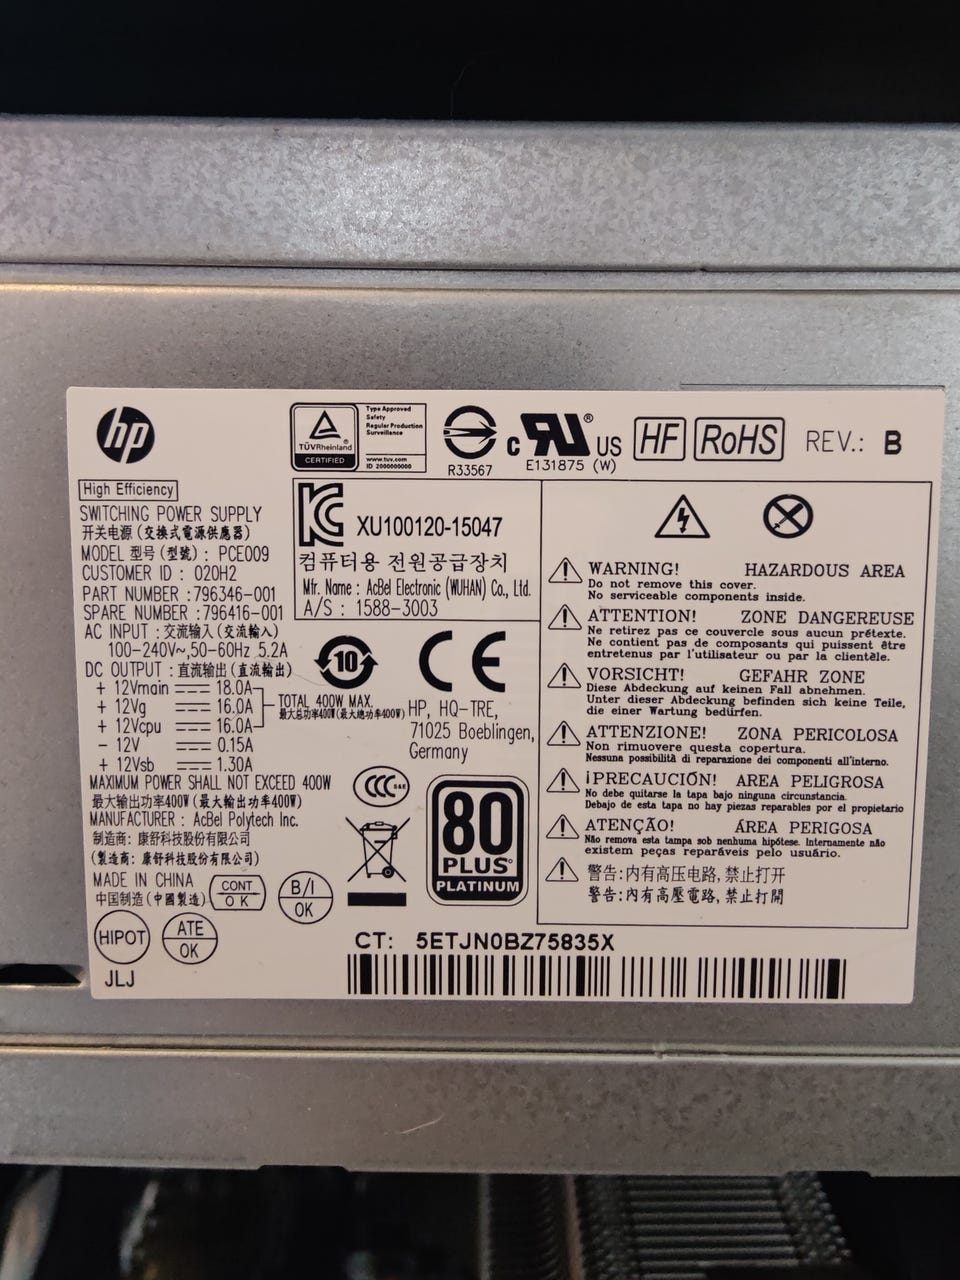 hp
TÜVRheinland®
CERTIFIED
Type Approved
Safety
Regular Production
Surveillance
www.tuv.com
ID 2000000000
R33567
c RU® US
E131875 (W)
HF
RoHS
REV.: B
High Efficiency
SWITCHING POWER SUPPLY
开关电源 (交換式電源供應器)
MODEL 型号 (型號) : PCE009
CUSTOMER ID : 020H2
PART NUMBER :796346-001
SPARE NUMBER :796416-001
AC INPUT : 交流输入 (交流輸入)
100-240V~,50-60Hz 5.2A
DC OUTPUT : 直流输出 (直流輸出)
+ 12Vmain 18.0A
+ 12Vg 16.0A
+ 12Vcpu 16.0A
- 12V 0.15A
+ 12Vsb 1.30A
TOTAL 400W MAX.
最大总功率400W(最大總功率400W)
MAXIMUM POWER SHALL NOT EXCEED 400W
最大输出功率400W (最大輸出功率400W)
MANUFACTURER : AcBel Polytech Inc.
制造商: 康舒科技股份有限公司
(製造商: 康舒科技股份有限公司)
MADE IN CHINA
中国制造 (中國製造)
CONT
OK
B/I
OK
HIPOT
ATE
OK
JLJ
KC
XU100120-15047
컴퓨터용 전원공급장치
Mfr. Name : AcBel Electronic (WUHAN) Co., Ltd.
A/S : 1588-3003
10
CE
HP, HQ-TRE,
71025 Boeblingen,
Germany
CCC S&E
80
PLUS®
PLATINUM
WARNING! HAZARDOUS AREA
Do not remove this cover.
No serviceable components inside.
ATTENTION! ZONE DANGEREUSE
Ne retirez pas ce couvercle sous aucun prétexte.
Ne contient pas de composants qui puissent être
entretenus par l'utilisateur ou par la clientèle.
VORSICHT! GEFAHR ZONE
Diese Abdeckung auf keinen Fall abnehmen.
Unter dieser Abdeckung befinden sich keine Teile,
die einer Wartung bedürfen.
ATTENZIONE! ZONA PERICOLOSA
Non rimuovere questa copertura.
Nessuna possibilità di reparazione dei componenti all'interno.
¡PRECAUCIÓN! AREA PELIGROSA
No debe quitarse la tapa bajo ninguna circunstancia.
Debajo de esta tapa no hay piezas reparables por el propietario
ATENÇÃO! ÁREA PERIGOSA
Não remova esta tampa sob nenhuma hipótese. Internamente não
existem peças reparáveis pelo usuário.
警告:内有高压电路,禁止打开
警告:內有高壓電路,禁止打開
CT: 5ETJN0BZ75835X